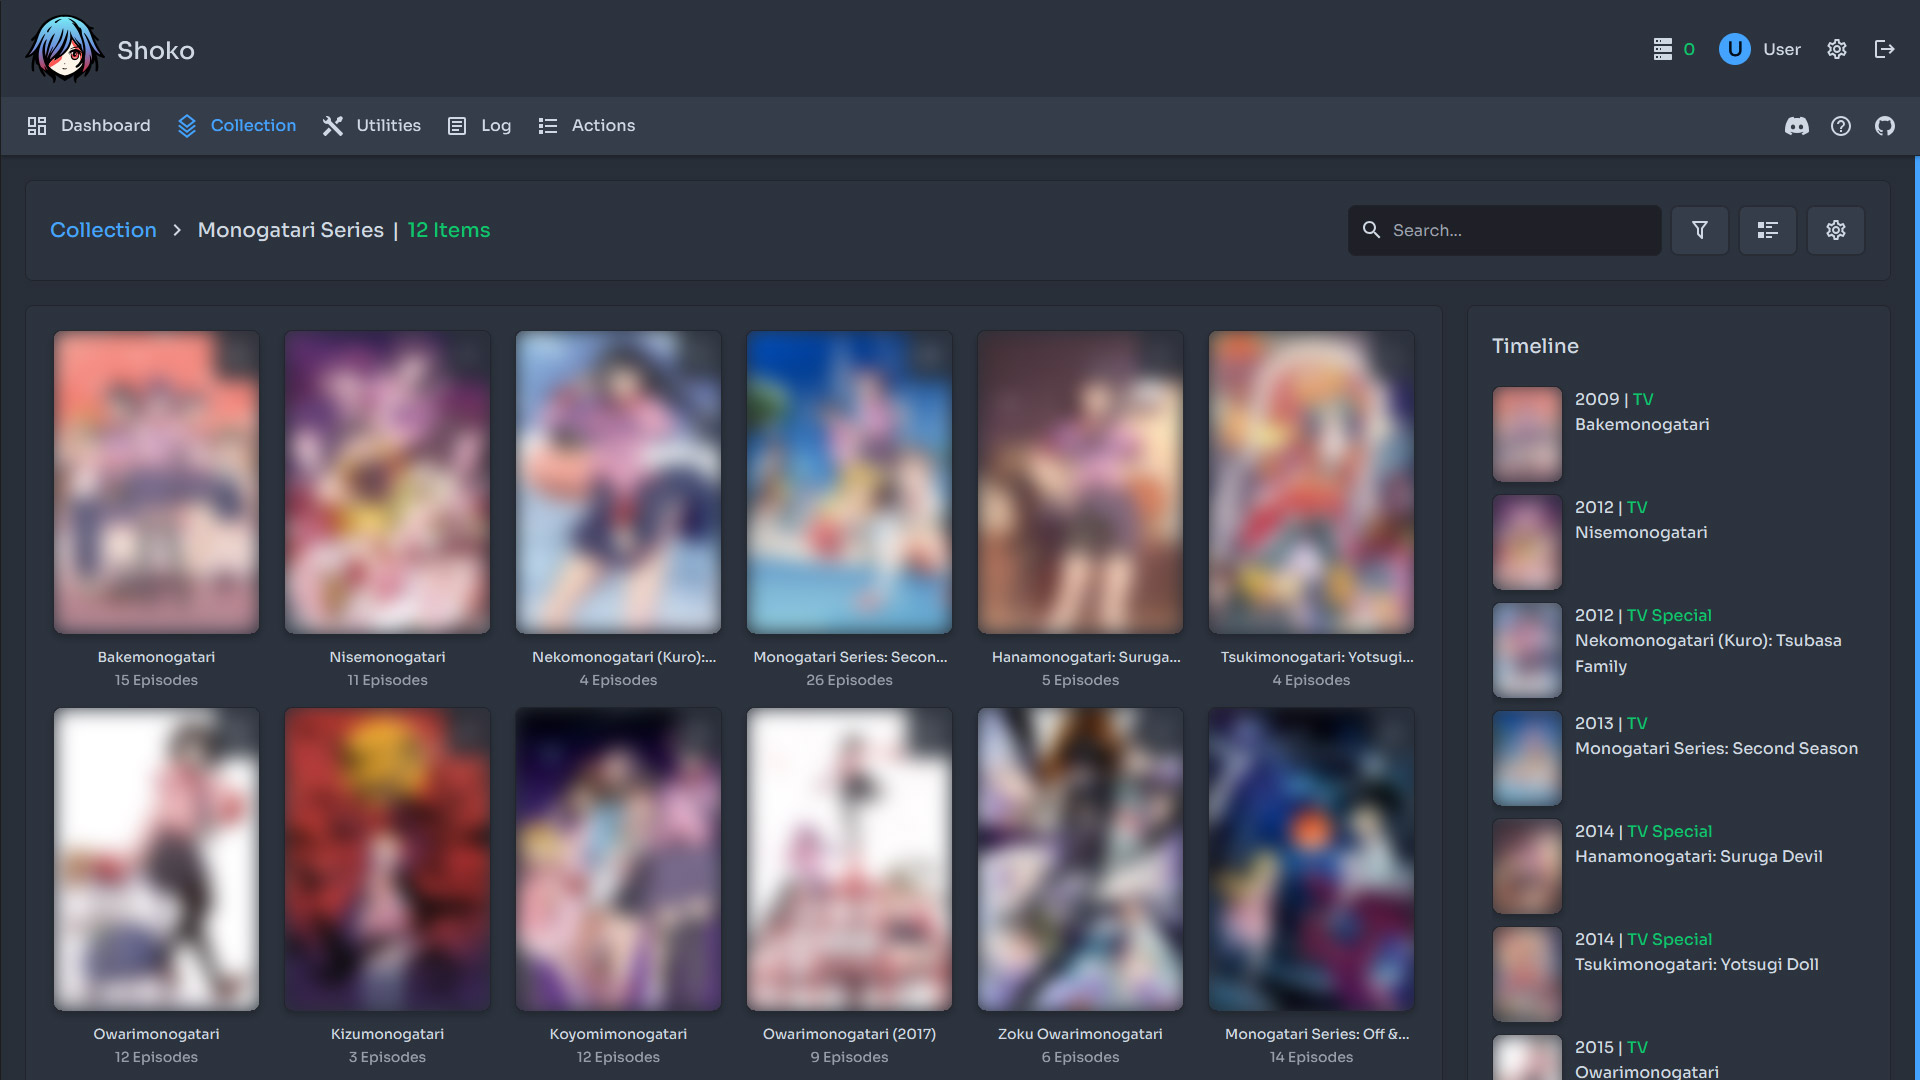 Shoko
0
U
User
Dashboard
Collection
Utilities
Log
Actions
Collection > Monogatari Series | 12 Items
Search...
Bakemonogatari
15 Episodes
Nisemonogatari
11 Episodes
Nekomonogatari (Kuro):...
4 Episodes
Monogatari Series: Secon...
26 Episodes
Hanamonogatari: Suruga...
5 Episodes
Tsukimonogatari: Yotsugi...
4 Episodes
Owarimonogatari
12 Episodes
Kizumonogatari
3 Episodes
Koyomimonogatari
12 Episodes
Owarimonogatari (2017)
9 Episodes
Zoku Owarimonogatari
6 Episodes
Monogatari Series: Off &...
14 Episodes
Timeline
2009 | TV
Bakemonogatari
2012 | TV
Nisemonogatari
2012 | TV Special
Nekomonogatari (Kuro): Tsubasa
Family
2013 | TV
Monogatari Series: Second Season
2014 | TV Special
Hanamonogatari: Suruga Devil
2014 | TV Special
Tsukimonogatari: Yotsugi Doll
2015 | TV
Owarimonogatari